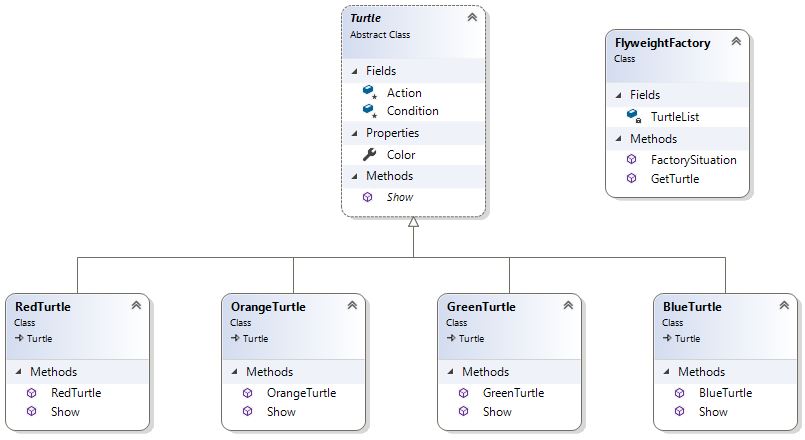 Turtle
Abstract Class
Fields
Action
Condition
Properties
Color
Methods
Show
FlyweightFactory
Class
Fields
TurtleList
Methods
FactorySituation
GetTurtle
RedTurtle
Class
Turtle
Methods
RedTurtle
Show
OrangeTurtle
Class
Turtle
Methods
OrangeTurtle
Show
GreenTurtle
Class
Turtle
Methods
GreenTurtle
Show
BlueTurtle
Class
Turtle
Methods
BlueTurtle
Show